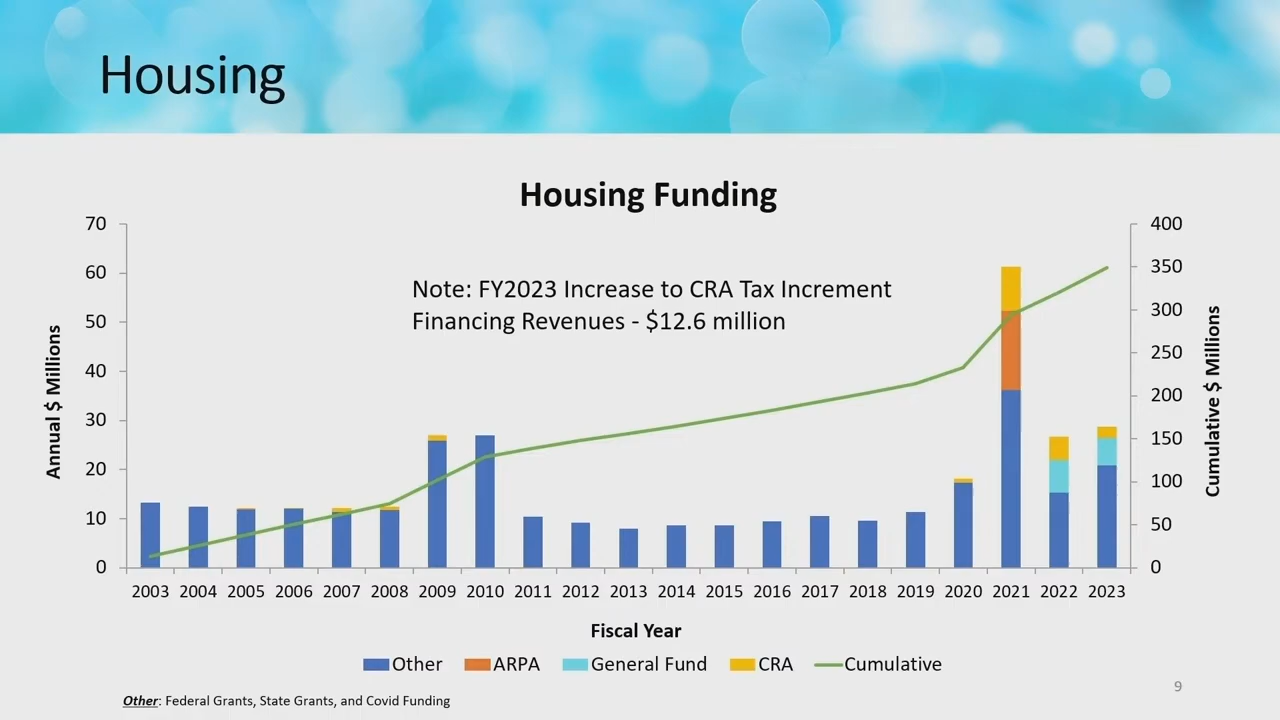 Housing
Housing Funding
70
60
50
40
30
20
10
0
Annual $ Millions
Note: FY2023 Increase to CRA Tax Increment
Financing Revenues - $12.6 million
400
350
300
250
200
150
100
50
0
Cumulative $ Millions
2003 2004 2005 2006 2007 2008 2009 2010 2011 2012 2013 2014 2015 2016 2017 2018 2019 2020 2021 2022 2023
Fiscal Year
Other ARPA General Fund CRA Cumulative
Other: Federal Grants, State Grants, and Covid Funding
9